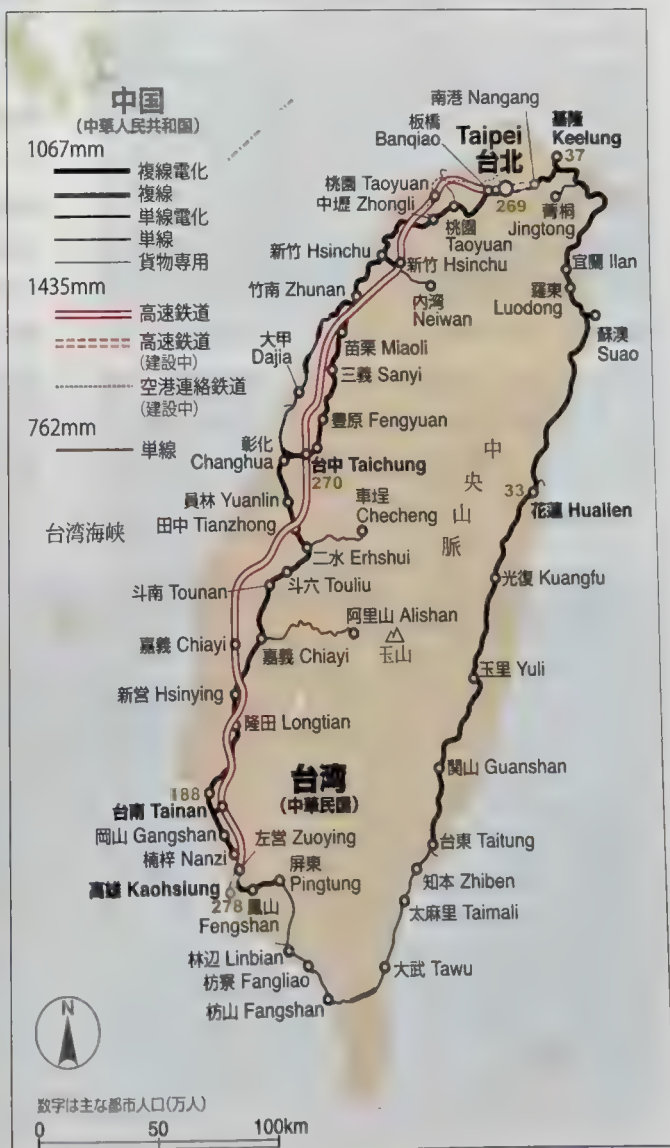 中国
(中華人民共和国)
1067mm
複線電化
複線
単線電化
単線
貨物専用
1435mm
高速鉄道
高速鉄道
(建設中)
空港連絡鉄道
(建設中)
762mm
単線
台湾海峡
南港 Nangang
板橋
Banqiao
Taipei
台北
269
基隆
Keelung
37
桃園 Taoyuan
中壢 Zhongli
桃園
Taoyuan
菁桐
Jingtong
新竹 Hsinchu
新竹 Hsinchu
宜蘭 Ilan
羅東
Luodong
竹南 Zhunan
内湾
Neiwan
蘇澳
Suao
大甲
Dajia
苗栗 Miaoli
三義 Sanyi
豊原 Fengyuan
彰化
Changhua
台中 Taichung
270
中央山脈
33
花蓮 Hualien
員林 Yuanlin
車埕
Checheng
田中 Tianzhong
二水 Erhshui
光復 Kuangfu
斗南 Tounan
斗六 Touliu
阿里山 Alishan
玉山
嘉義 Chiayi
嘉義 Chiayi
玉里 Yuli
新営 Hsinying
隆田 Longtian
関山 Guanshan
台湾
(中華民国)
188
台南 Tainan
岡山 Gangshan
左営 Zuoying
台東 Taitung
楠梓 Nanzi
屏東
Pingtung
知本 Zhiben
高雄 Kaohsiung
278
鳳山
Fengshan
太麻里 Taimali
林辺 Linbian
大武 Tawu
枋寮 Fangliao
枋山 Fangshan
N
数字は主な都市人口(万人)
0 50 100km